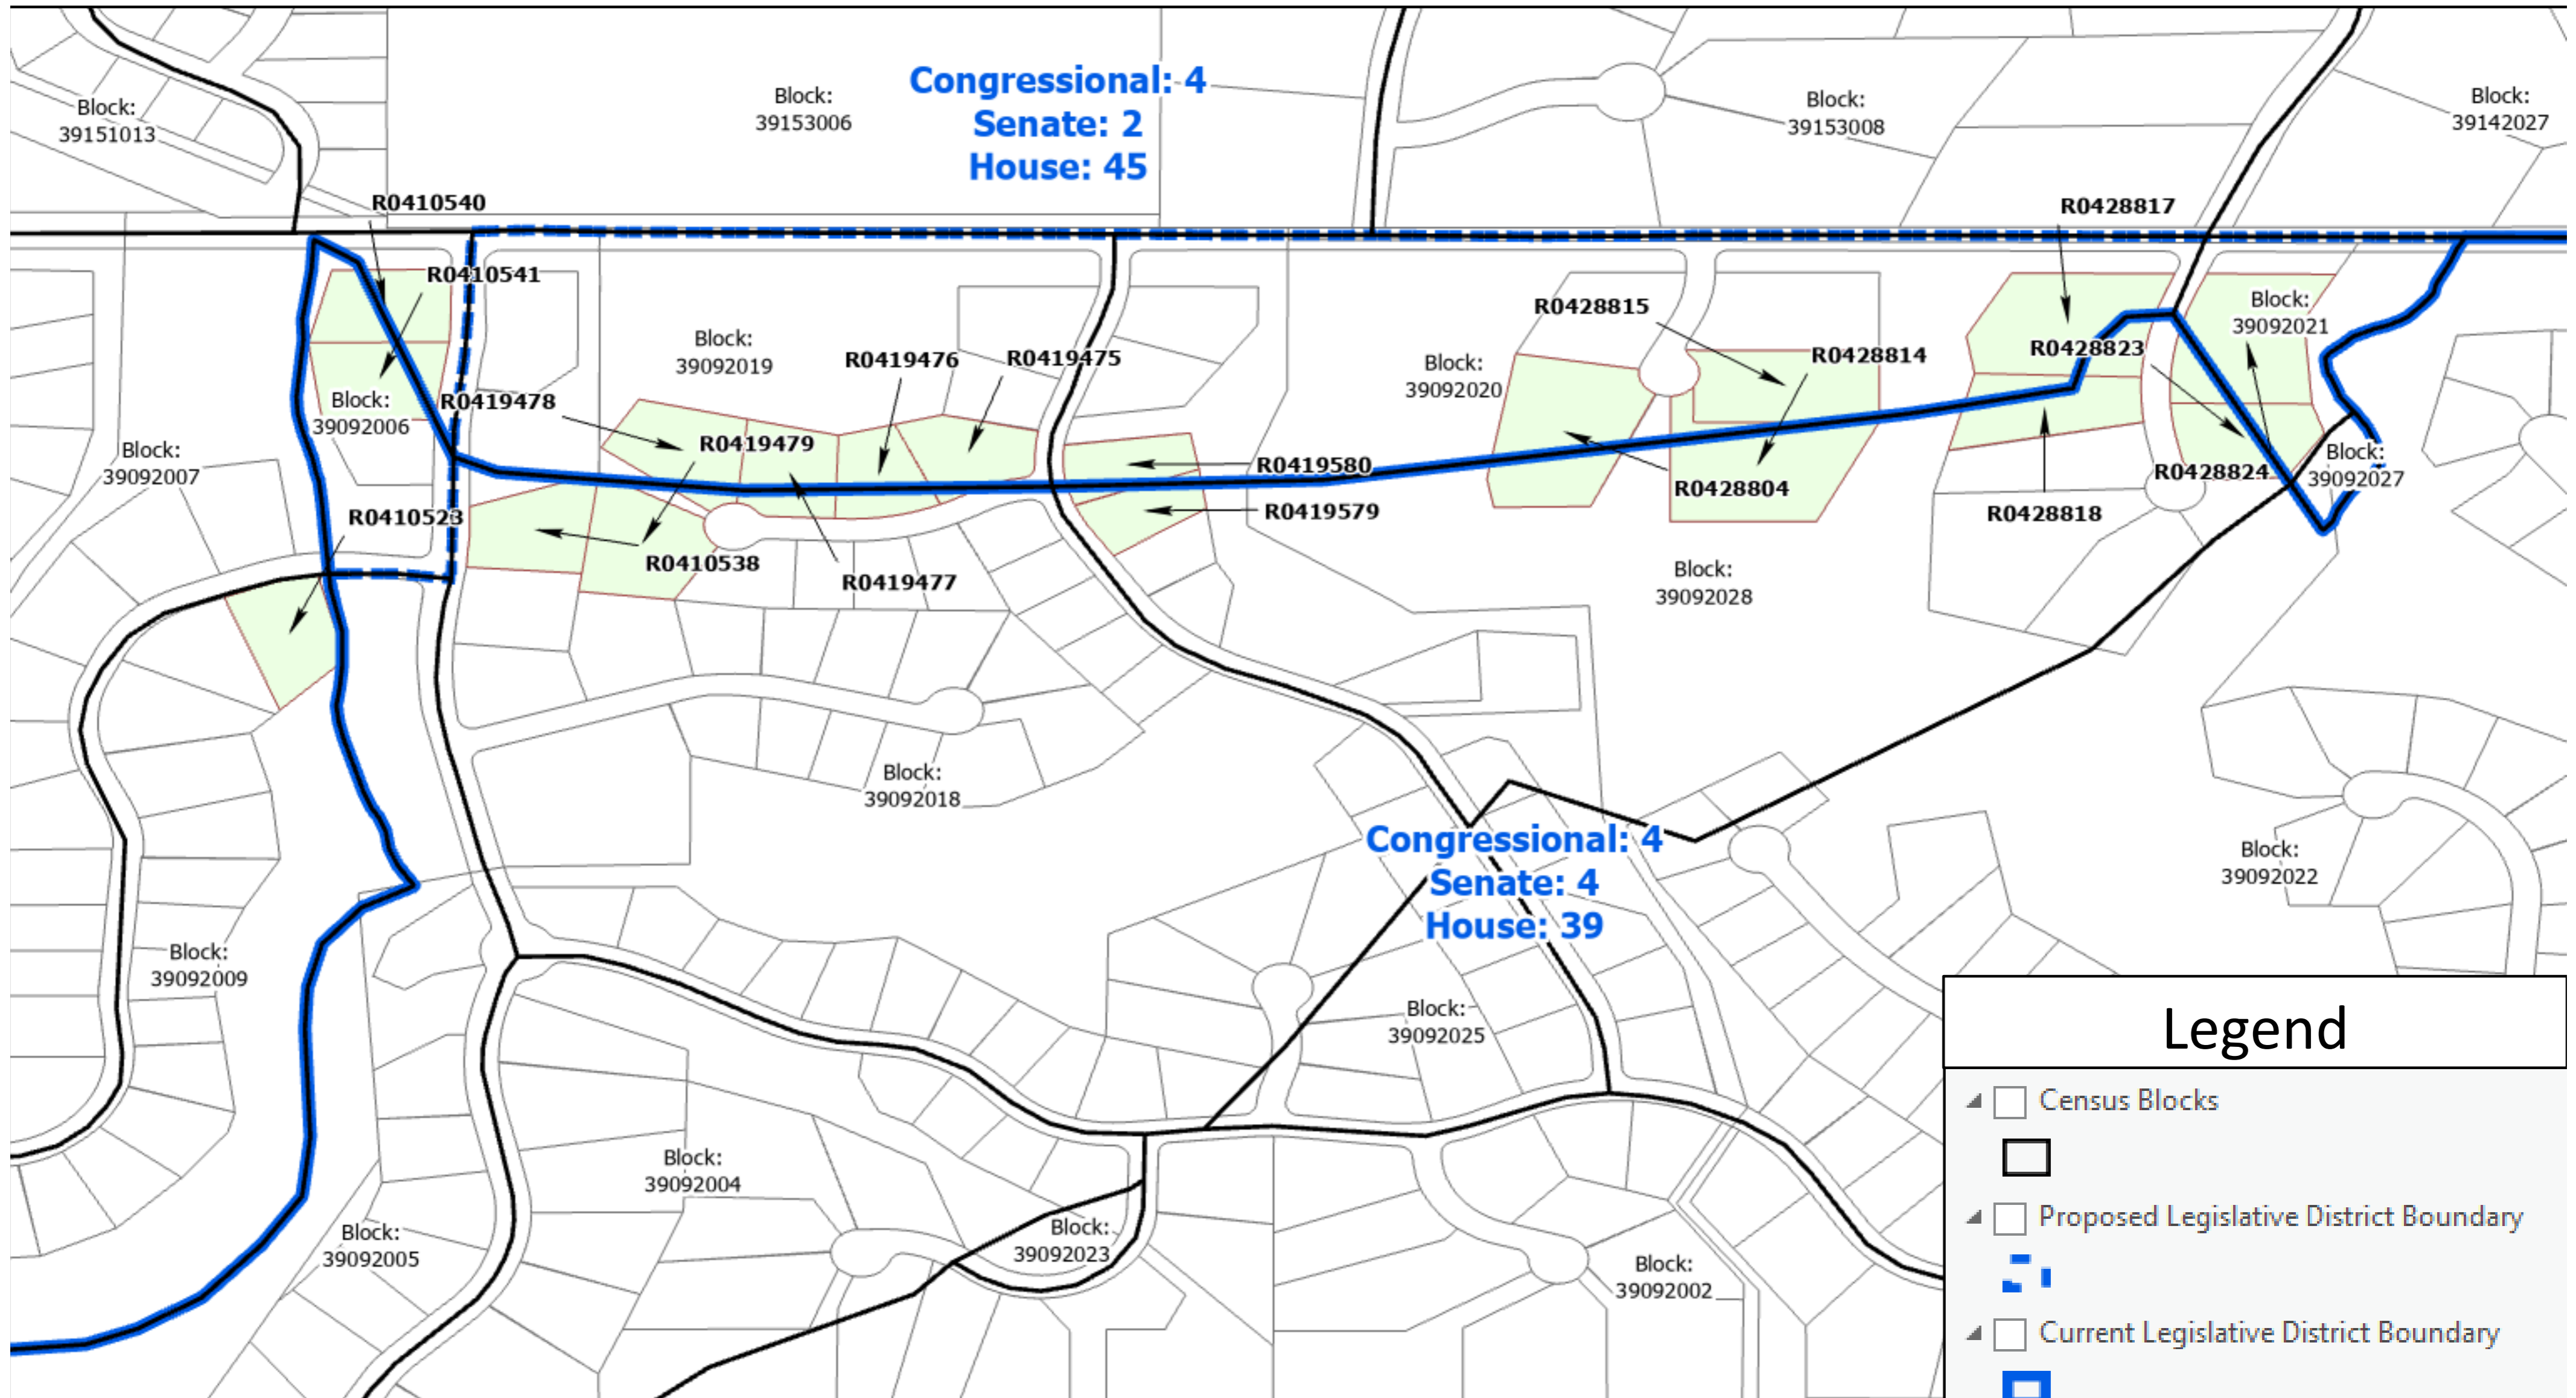 Congressional: 4
Senate: 2
House: 45
Block:
39151013
Block:
39153006
Block:
39153008
Block:
39142027
R0410540
R0428817
R0410541
Block:
39092021
R0428815
Block:
39092019
R0419476
R0419475
R0428814
R0428823
Block:
39092020
Block:
39092006
R0419478
R0419479
Block:
39092007
R0419580
R0428804
R0428824
Block:
39092027
R0410523
R0419579
R0428818
R0410538
R0419477
Block:
39092028
Block:
39092018
Congressional: 4
Senate: 4
House: 39
Block:
39092022
Block:
39092009
Block:
39092025
Block:
39092004
Block:
39092005
Block:
39092023
Block:
39092002
Legend
Census Blocks
Proposed Legislative District Boundary
Current Legislative District Boundary